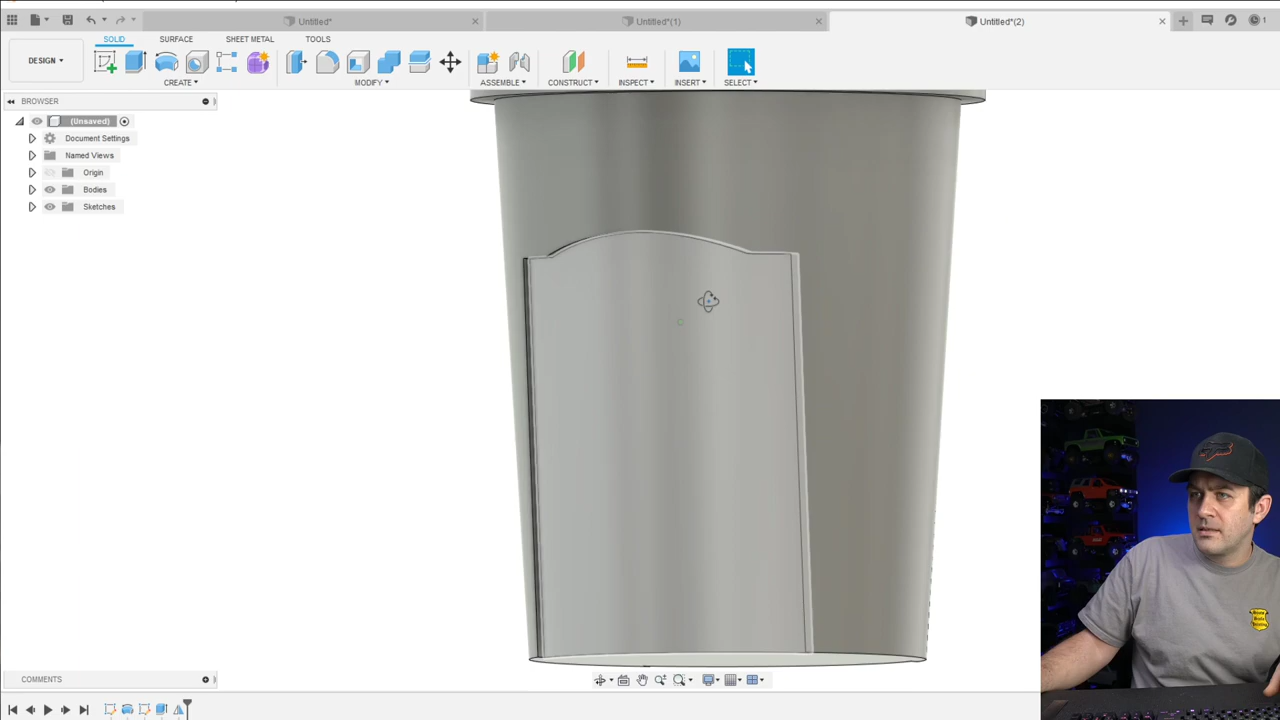 Untitled*
Untitled*(1)
Untitled*(2)
1
DESIGN
SOLID
SURFACE
SHEET METAL
TOOLS
CREATE
MODIFY
ASSEMBLE
CONSTRUCT
INSPECT
INSERT
SELECT
BROWSER
(Unsaved)
Document Settings
Named Views
Origin
Bodies
Sketches
COMMENTS